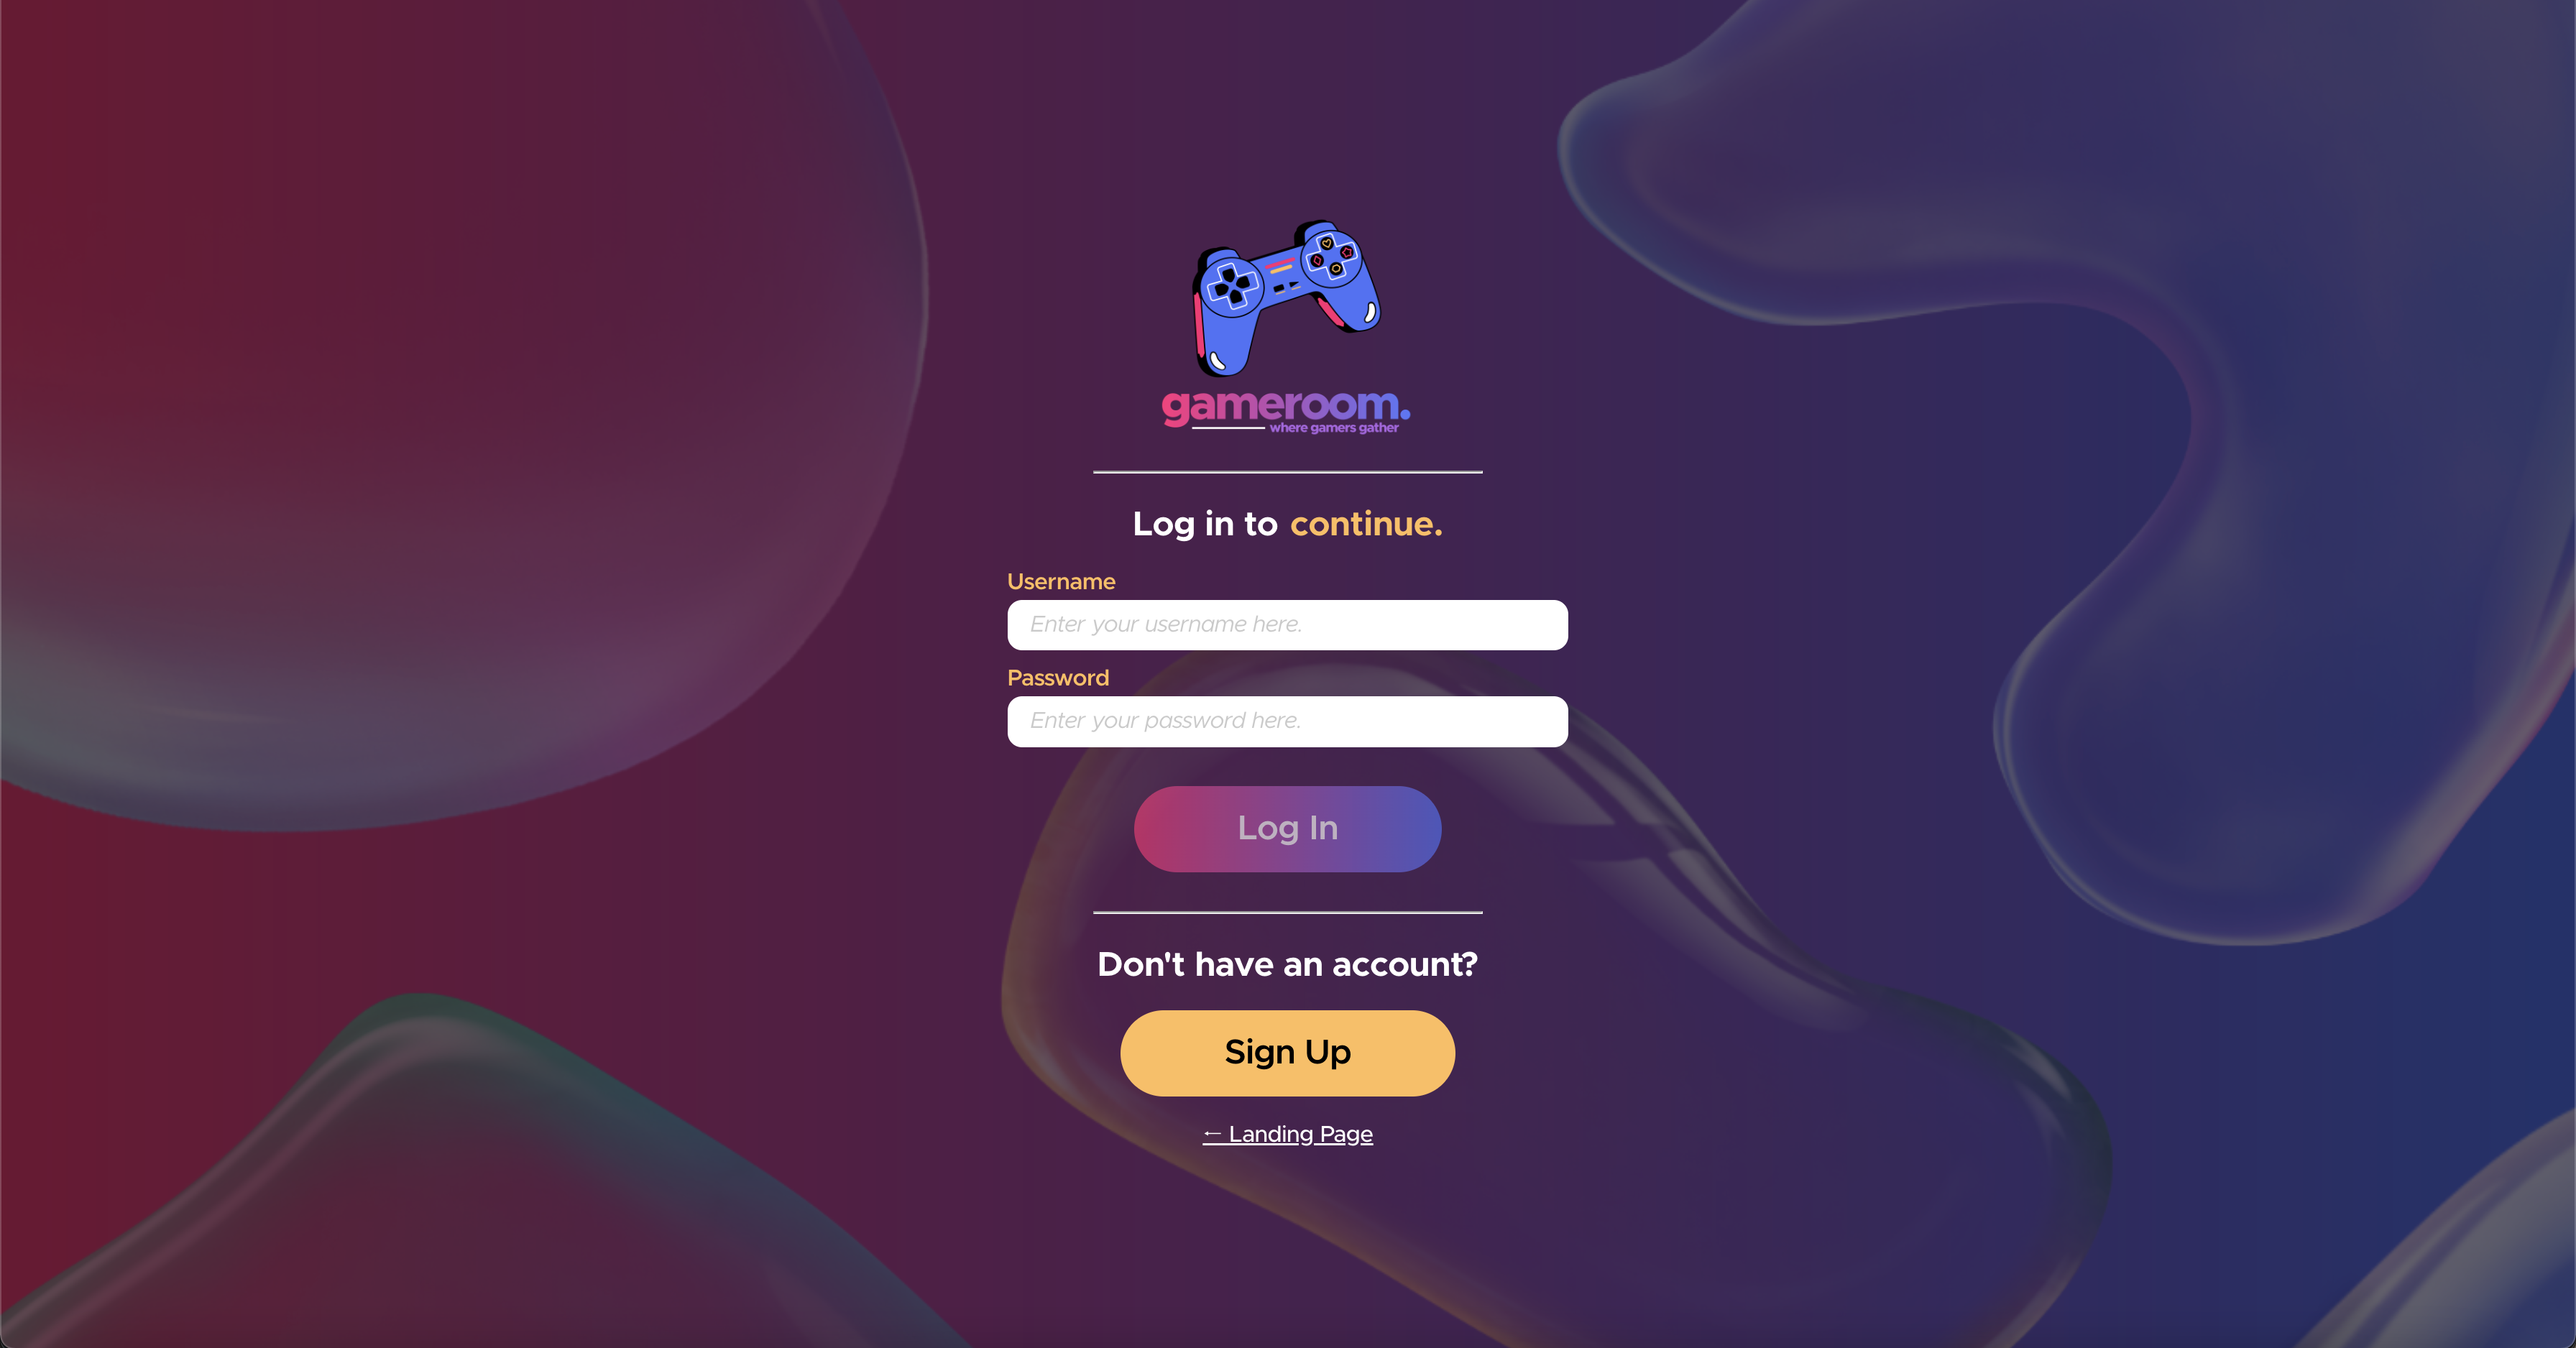 gameroom.
where gamers gather
Log in to continue.
Username
Enter your username here.
Password
Enter your password here.
Log In
Don't have an account?
Sign Up
← Landing Page